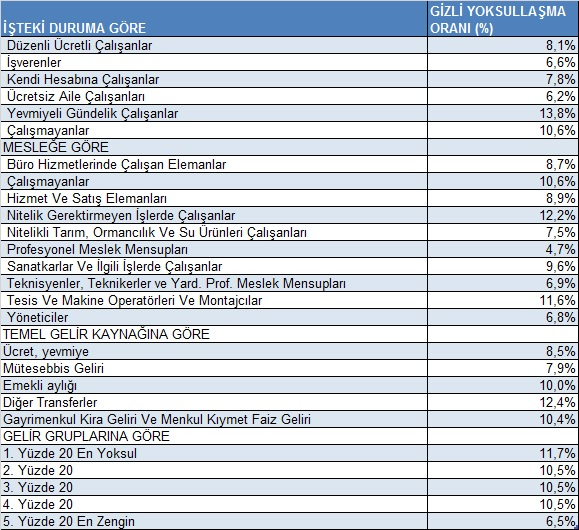 İŞTEKİ DURUMA GÖRE GİZLİ YOKSULLAŞMA ORANI (%)
Düzenli Ücretli Çalışanlar 8,1%
İşverenler 6,6%
Kendi Hesabına Çalışanlar 7,8%
Ücretsiz Aile Çalışanları 6,2%
Yevmiyeli Gündelik Çalışanlar 13,8%
Çalışmayanlar 10,6%
MESLEĞE GÖRE
Büro Hizmetlerinde Çalışan Elemanlar 8,7%
Çalışmayanlar 10,6%
Hizmet Ve Satış Elemanları 8,9%
Nitelik Gerektirmeyen İşlerde Çalışanlar 12,2%
Nitelikli Tarım, Ormancılık Ve Su Ürünleri Çalışanları 7,5%
Profesyonel Meslek Mensupları 4,7%
Sanatkarlar Ve İlgili İşlerde Çalışanlar 9,6%
Teknisyenler, Teknikerler ve Yard. Prof. Meslek Mensupları 6,9%
Tesis Ve Makine Operatörleri Ve Montajcılar 11,6%
Yöneticiler 6,8%
TEMEL GELİR KAYNAĞINA GÖRE
Ücret, yevmiye 8,5%
Mütesebbis Geliri 7,9%
Emekli aylığı 10,0%
Diğer Transferler 12,4%
Gayrimenkul Kira Geliri Ve Menkul Kıymet Faiz Geliri 10,4%
GELİR GRUPLARINA GÖRE
1. Yüzde 20 En Yoksul 11,7%
2. Yüzde 20 10,5%
3. Yüzde 20 10,5%
4. Yüzde 20 10,5%
5. Yüzde 20 En Zengin 6,5%